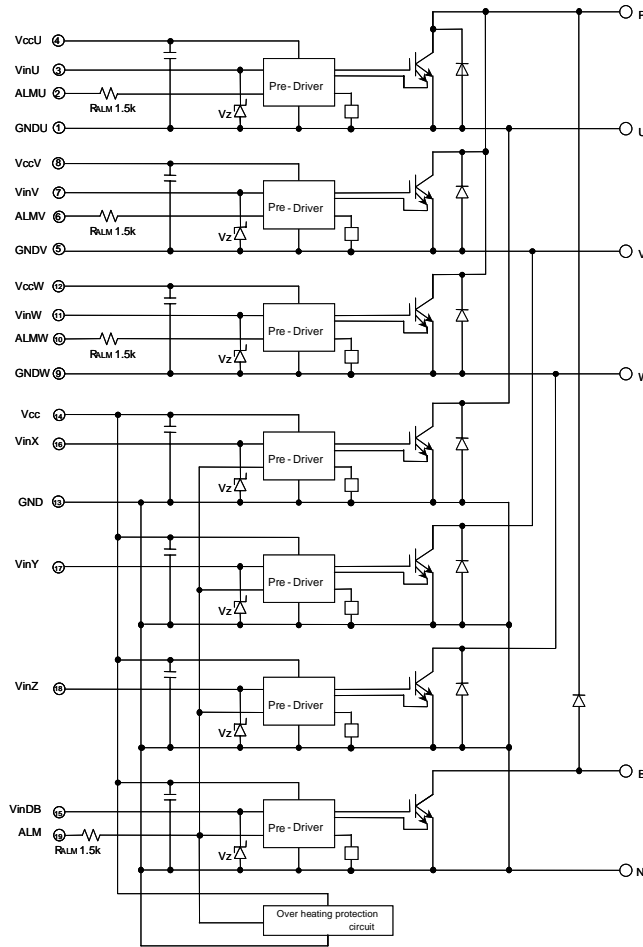 P
VccU 4
VinU 3
Pre-Driver
ALMU 2
RALM 1.5k
Vz
GNDU 1
U
VccV 8
VinV 7
Pre-Driver
ALMV 6
RALM 1.5k
Vz
GNDV 5
V
VccW 12
VinW 11
Pre-Driver
ALMW 10
RALM 1.5k
Vz
GNDW 9
W
Vcc 14
VinX 16
Pre-Driver
Vz
GND 13
VinY 17
Pre-Driver
Vz
VinZ 18
Pre-Driver
Vz
B
VinDB 15
Pre-Driver
ALM 19
RALM 1.5k
Vz
N
Over heating protection
circuit